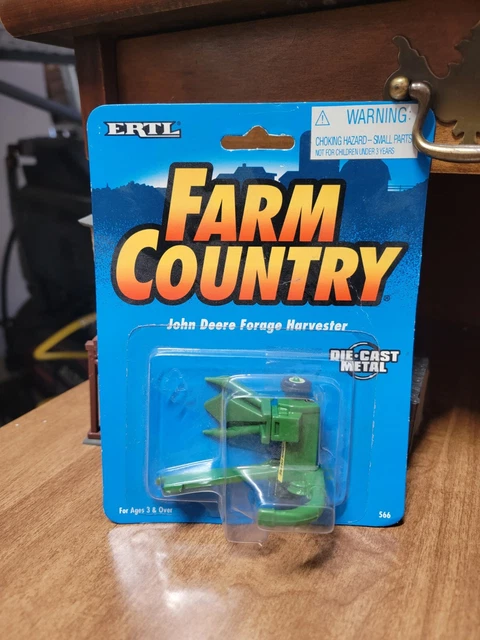 ERTL
⚠ WARNING:
CHOKING HAZARD – SMALL PARTS
NOT FOR CHILDREN UNDER 3 YEARS
FARM
COUNTRY®
John Deere Forage Harvester
DIE-CAST
METAL
For Ages 3 & Over
566